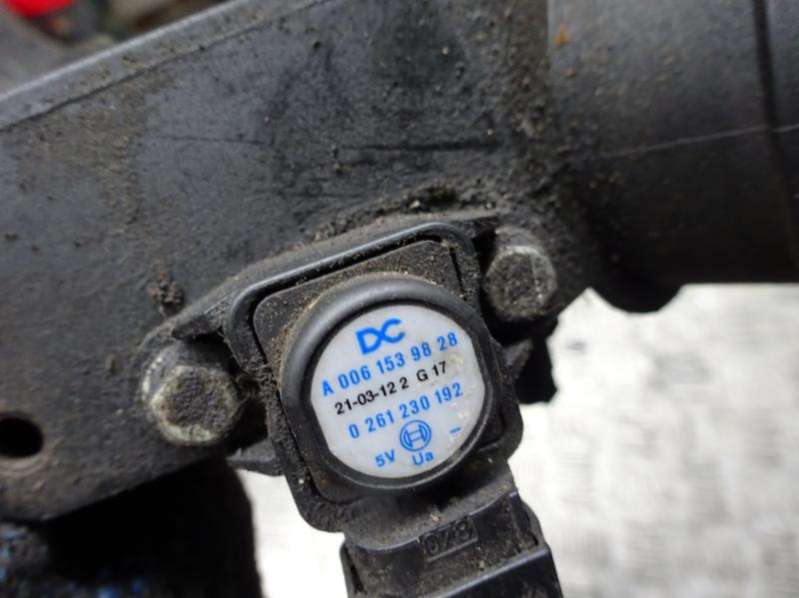 DC
A 006 153 98 28
21-03-12 2 G 17
0 261 230 192
5V Ua -